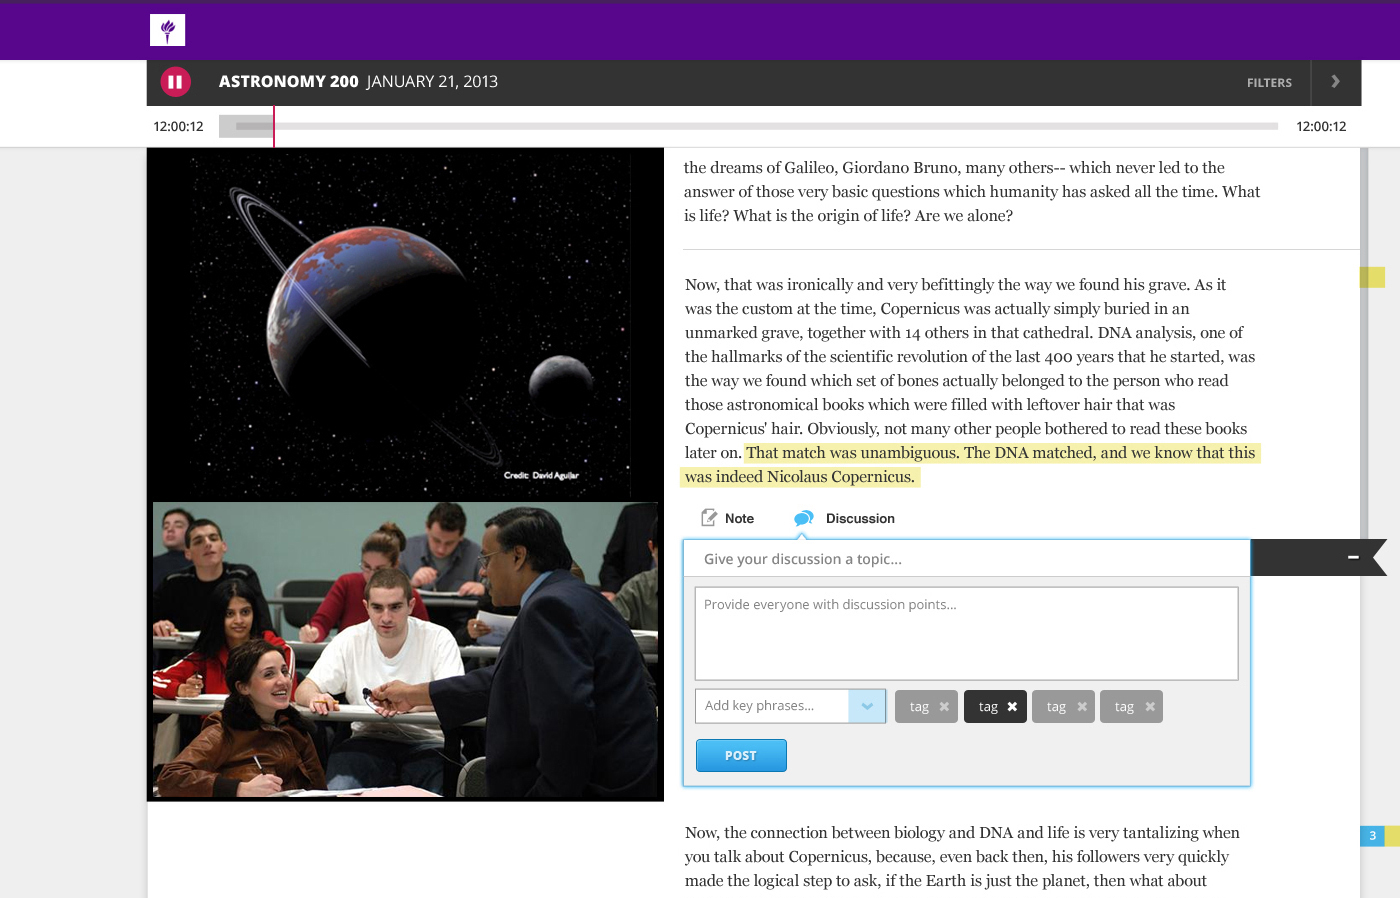 ASTRONOMY 200 JANUARY 21, 2013
FILTERS
12:00:12
12:00:12
Credit: David Aguilar
the dreams of Galileo, Giordano Bruno, many others-- which never led to the
answer of those very basic questions which humanity has asked all the time. What
is life? What is the origin of life? Are we alone?
Now, that was ironically and very befittingly the way we found his grave. As it
was the custom at the time, Copernicus was actually simply buried in an
unmarked grave, together with 14 others in that cathedral. DNA analysis, one of
the hallmarks of the scientific revolution of the last 400 years that he started, was
the way we found which set of bones actually belonged to the person who read
those astronomical books which were filled with leftover hair that was
Copernicus' hair. Obviously, not many other people bothered to read these books
later on. That match was unambiguous. The DNA matched, and we know that this
was indeed Nicolaus Copernicus.
Note
Discussion
Give your discussion a topic...
Provide everyone with discussion points...
Add key phrases...
tag
tag
tag
tag
POST
Now, the connection between biology and DNA and life is very tantalizing when
you talk about Copernicus, because, even back then, his followers very quickly
made the logical step to ask, if the Earth is just the planet, then what about
3